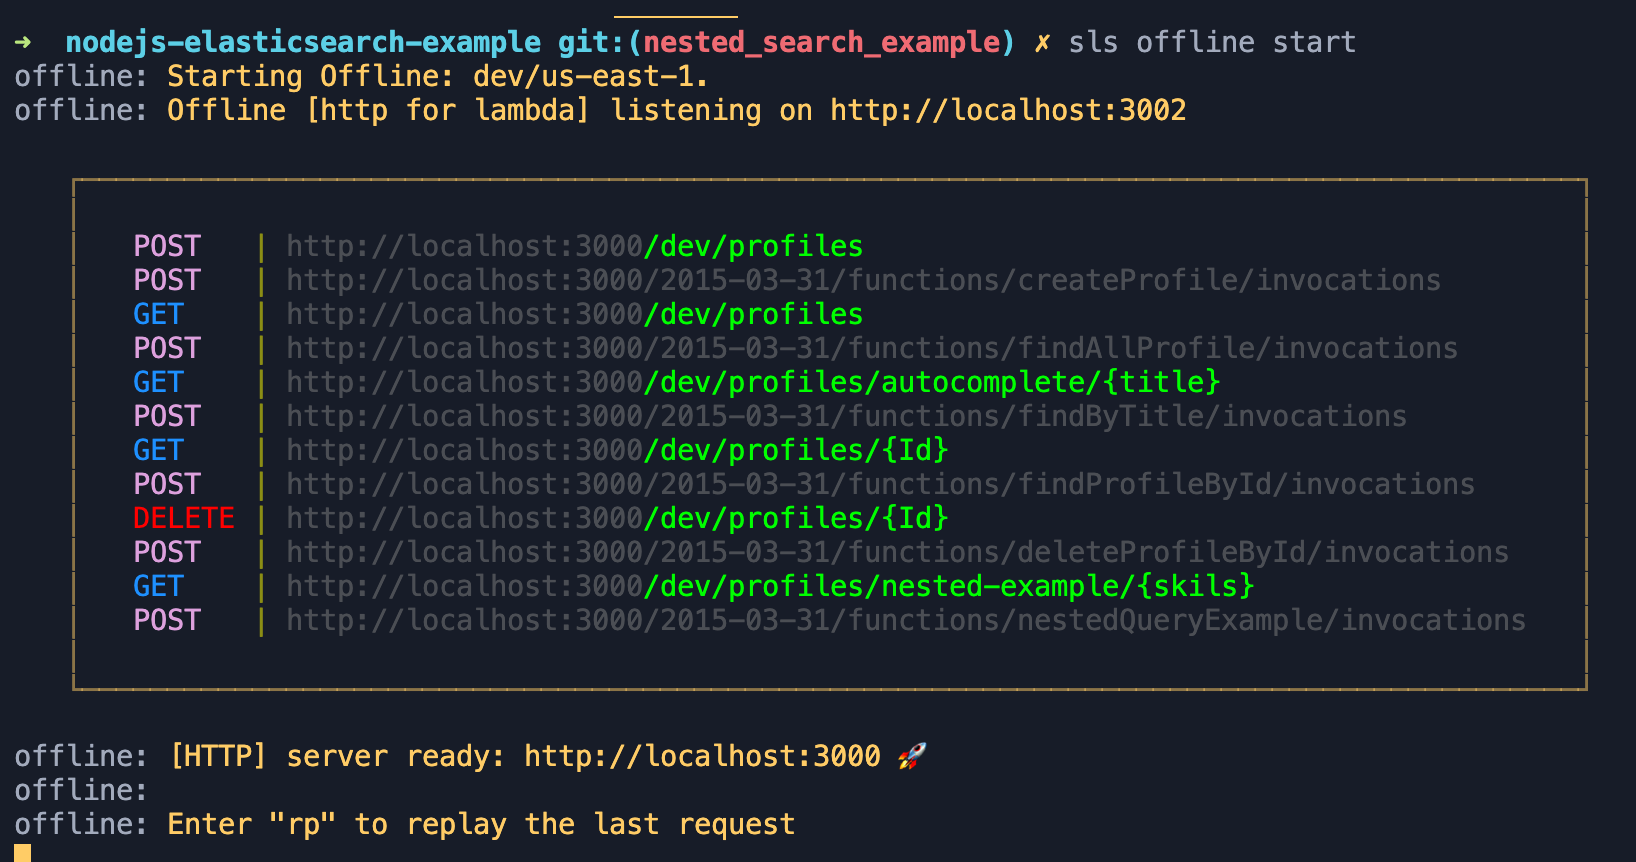 ➜  nodejs-elasticsearch-example git:(nested_search_example) ✗ sls offline start
offline: Starting Offline: dev/us-east-1.
offline: Offline [http for lambda] listening on http://localhost:3002
POST   | http://localhost:3000/dev/profiles
POST   | http://localhost:3000/2015-03-31/functions/createProfile/invocations
GET    | http://localhost:3000/dev/profiles
POST   | http://localhost:3000/2015-03-31/functions/findAllProfile/invocations
GET    | http://localhost:3000/dev/profiles/autocomplete/{title}
POST   | http://localhost:3000/2015-03-31/functions/findByTitle/invocations
GET    | http://localhost:3000/dev/profiles/{Id}
POST   | http://localhost:3000/2015-03-31/functions/findProfileById/invocations
DELETE | http://localhost:3000/dev/profiles/{Id}
POST   | http://localhost:3000/2015-03-31/functions/deleteProfileById/invocations
GET    | http://localhost:3000/dev/profiles/nested-example/{skils}
POST   | http://localhost:3000/2015-03-31/functions/nestedQueryExample/invocations
offline: [HTTP] server ready: http://localhost:3000 🚀
offline:
offline: Enter "rp" to replay the last request